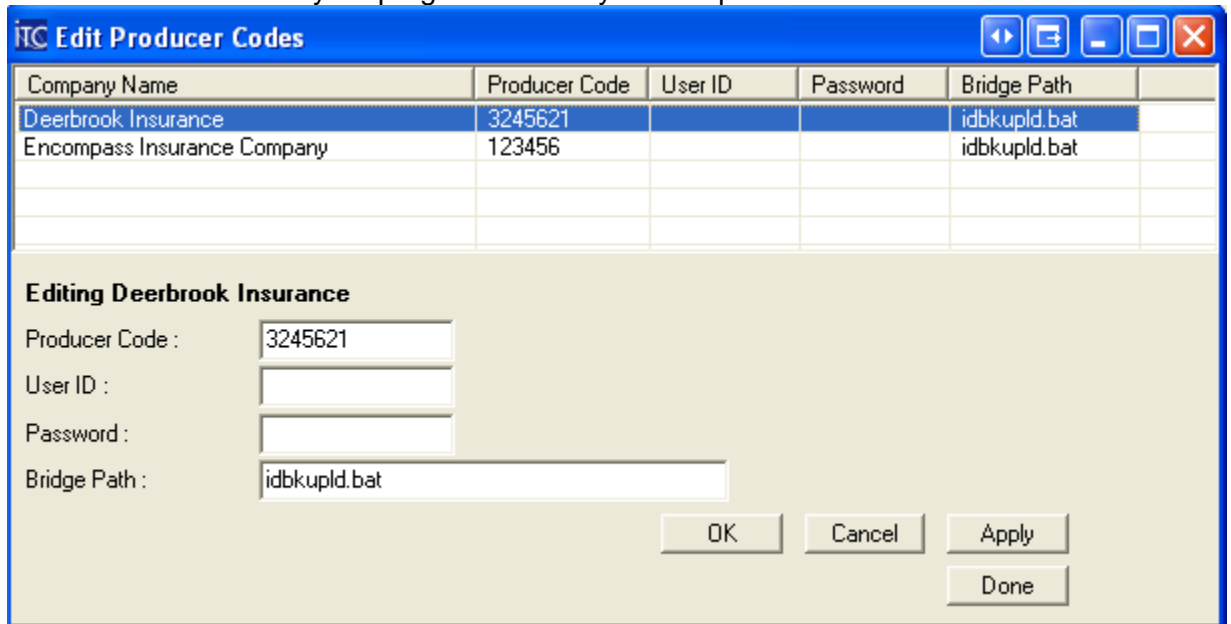 ITC Edit Producer Codes
Company Name Producer Code User ID Password Bridge Path
Deerbrook Insurance 3245621 idbkupld.bat
Encompass Insurance Company 123456 idbkupld.bat
Editing Deerbrook Insurance
Producer Code : 3245621
User ID :
Password :
Bridge Path : idbkupld.bat
OK Cancel Apply
Done